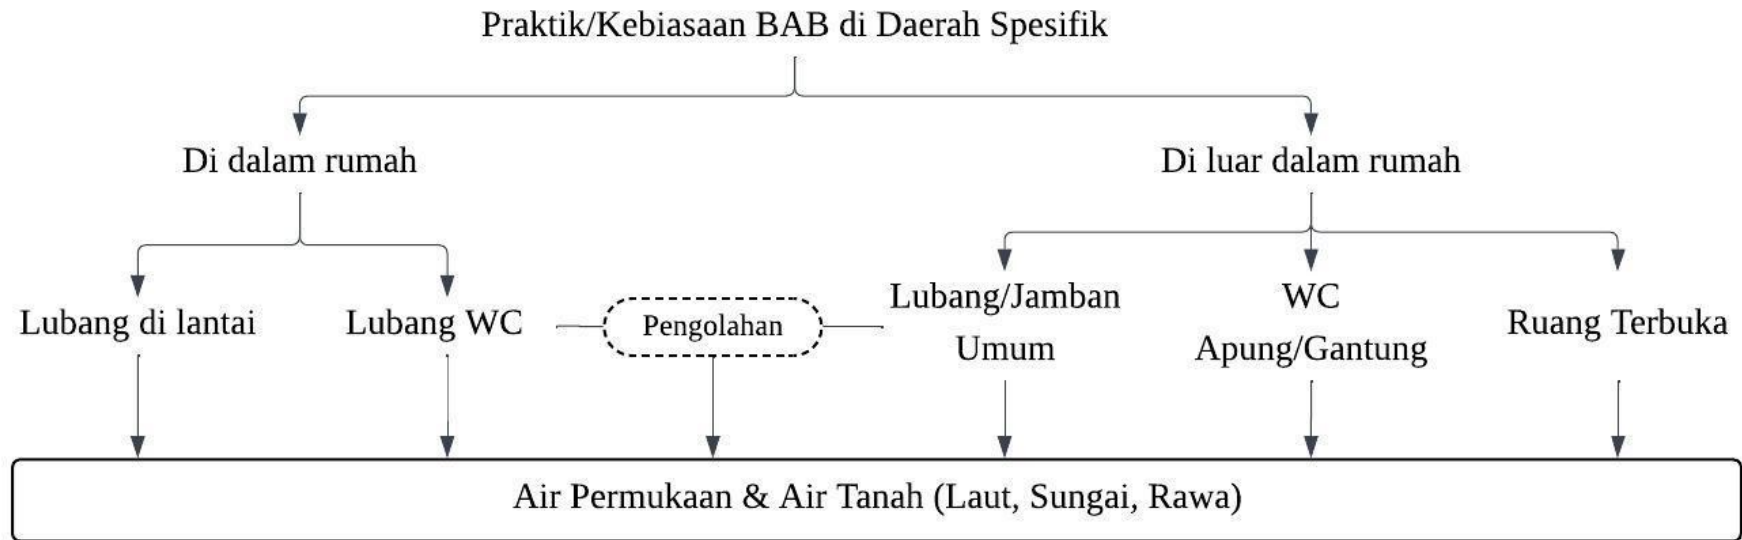 Praktik/Kebiasaan BAB di Daerah Spesifik
Di dalam rumah
Di luar dalam rumah
Lubang di lantai
Lubang WC
Pengolahan
Lubang/Jamban
Umum
WC
Apung/Gantung
Ruang Terbuka
Air Permukaan & Air Tanah (Laut, Sungai, Rawa)